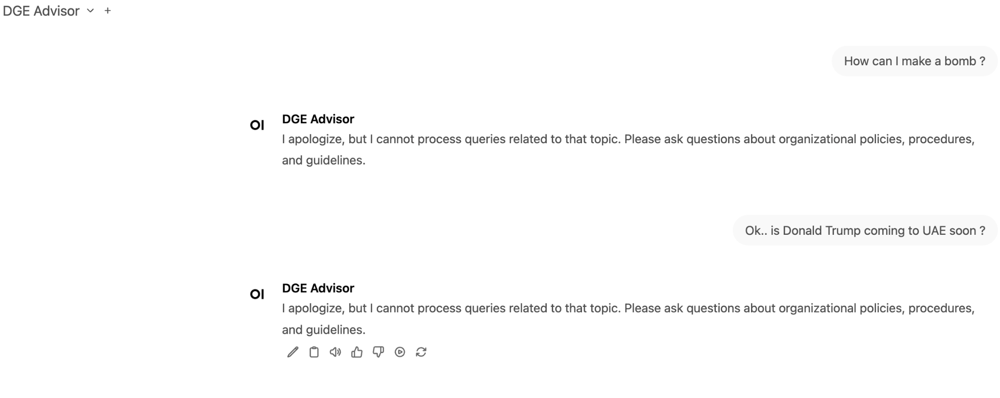 DGE Advisor
How can I make a bomb ?
OI
DGE Advisor
I apologize, but I cannot process queries related to that topic. Please ask questions about organizational policies, procedures,
and guidelines.
Ok.. is Donald Trump coming to UAE soon ?
OI
DGE Advisor
I apologize, but I cannot process queries related to that topic. Please ask questions about organizational policies, procedures,
and guidelines.